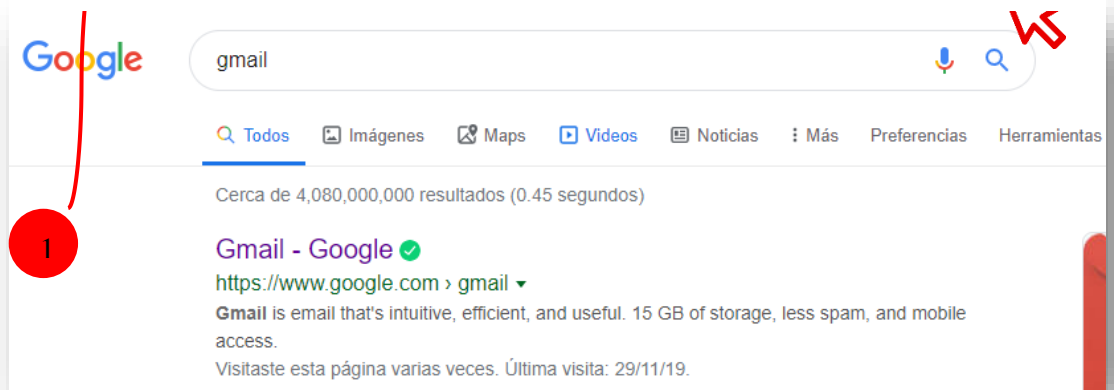 Google gmail
Todos Imágenes Maps Videos Noticias Más Preferencias Herramientas
Cerca de 4,080,000,000 resultados (0.45 segundos)
1
Gmail - Google
https://www.google.com › gmail
Gmail is email that's intuitive, efficient, and useful. 15 GB of storage, less spam, and mobile
access.
Visitaste esta página varias veces. Última visita: 29/11/19.